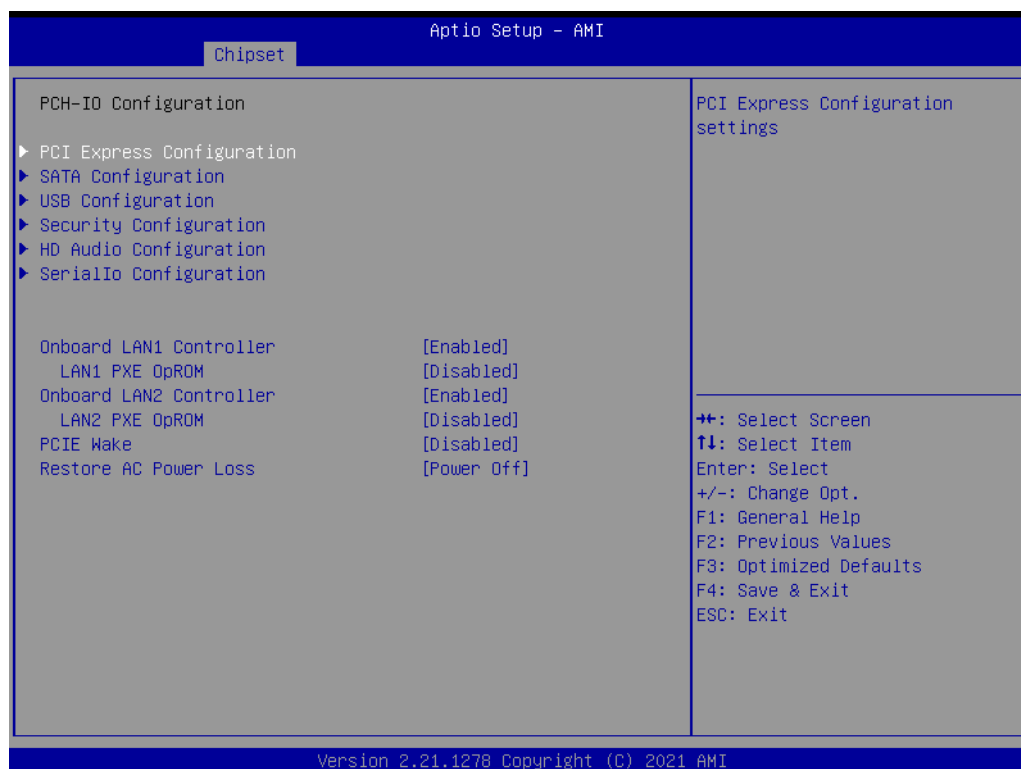 Aptio Setup – AMI
Chipset
PCH-IO Configuration
▶ PCI Express Configuration
▶ SATA Configuration
▶ USB Configuration
▶ Security Configuration
▶ HD Audio Configuration
▶ SerialIo Configuration
Onboard LAN1 Controller [Enabled]
LAN1 PXE OpROM [Disabled]
Onboard LAN2 Controller [Enabled]
LAN2 PXE OpROM [Disabled]
PCIE Wake [Disabled]
Restore AC Power Loss [Power Off]
PCI Express Configuration
settings
→←: Select Screen
↑↓: Select Item
Enter: Select
+/-: Change Opt.
F1: General Help
F2: Previous Values
F3: Optimized Defaults
F4: Save & Exit
ESC: Exit
Version 2.21.1278 Copyright (C) 2021 AMI